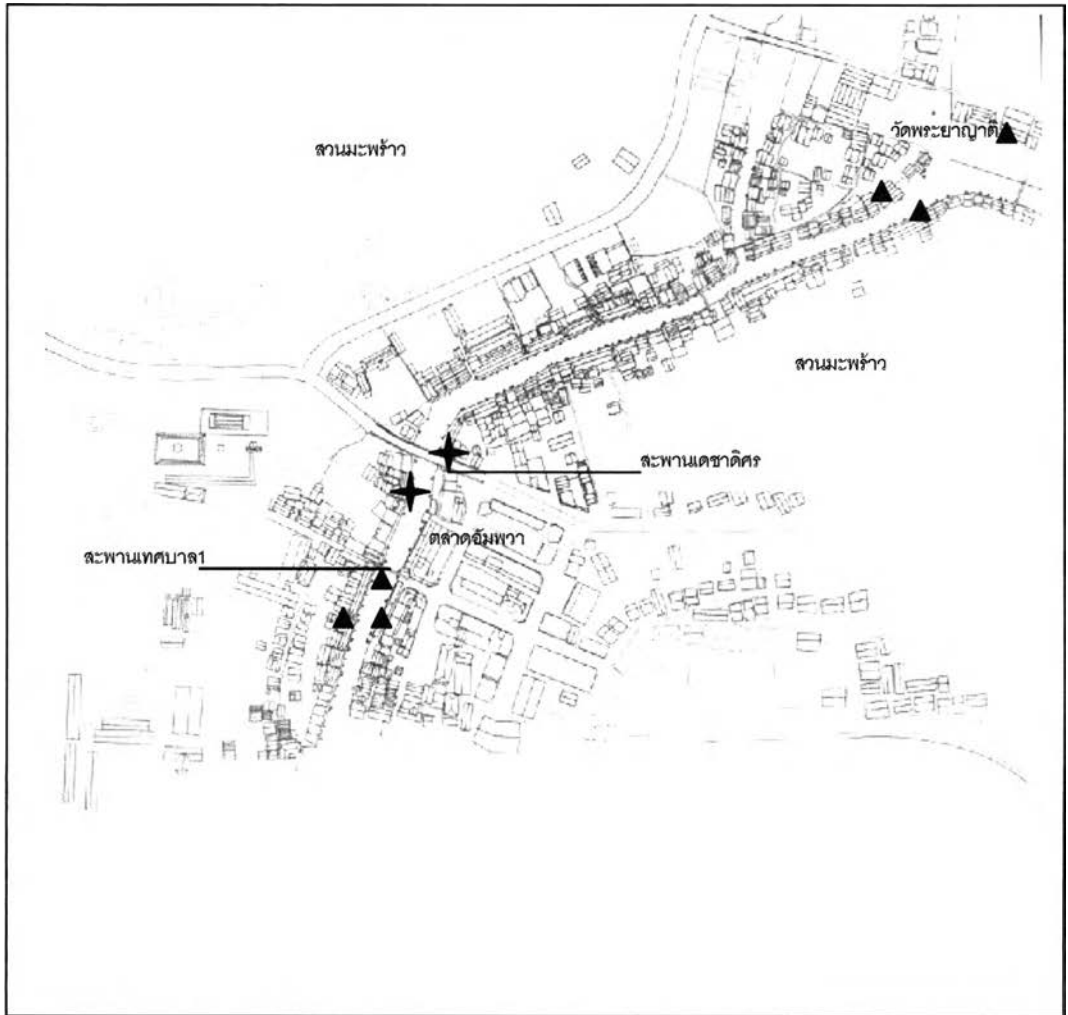 วัดพระยาญาติ
สวนมะพร้าว
สวนมะพร้าว
สะพานเดชาดิศร
ตลาดอัมพวา
สะพานเทศบาล1